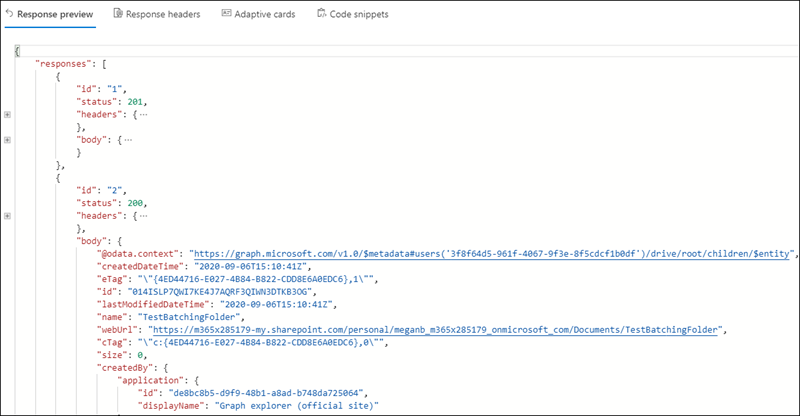 Response preview Response headers Adaptive cards Code snippets
{
"responses": [
{
"id": "1",
"status": 201,
"headers": {...
},
"body": {...
}
},
{
"id": "2",
"status": 200,
"headers": {...
},
"body": {
"@odata.context": "https://graph.microsoft.com/v1.0/$metadata#users('3f8f64d5-961f-4067-9f3e-8f5cdcf1b0df')/drive/root/children/$entity",
"createdDateTime": "2020-09-06T15:10:41Z",
"eTag": "\"{4ED44716-E027-4B84-B822-CDD8E6A0EDC6},1\"",
"id": "014ISLP7QWI7KE4J7AQRF3QIWN3DTKB3OG",
"lastModifiedDateTime": "2020-09-06T15:10:41Z",
"name": "TestBatchingFolder",
"webUrl": "https://m365x285179-my.sharepoint.com/personal/meganb_m365x285179_onmicrosoft_com/Documents/TestBatchingFolder",
"cTag": "\"c:{4ED44716-E027-4B84-B822-CDD8E6A0EDC6},0\"",
"size": 0,
"createdBy": {
"application": {
"id": "de8bc8b5-d9f9-48b1-a8ad-b748da725064",
"displayName": "Graph explorer (official site)"